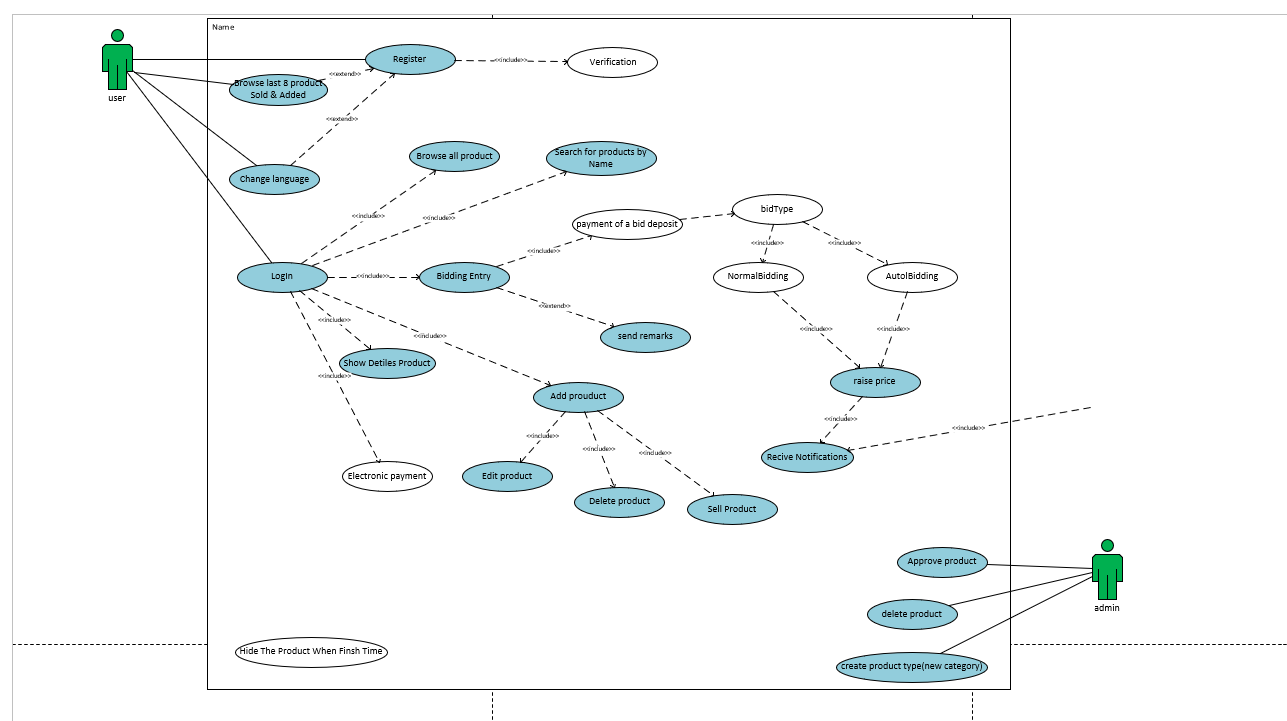 Name
Register
<<include>>
Verification
<<extend>>
Browse last 8 product
Sold & Added
user
<<extend>>
Browse all product
Search for products by
Name
Change language
<<include>>
<<include>>
payment of a bid deposit
bidType
<<include>>
<<include>>
<<include>>
LogIn
<<include>>
Bidding Entry
NormalBidding
AutolBidding
<<extend>>
<<include>>
<<include>>
<<include>>
<<include>>
send remarks
Show Detiles Product
<<include>>
raise price
Add prouduct
<<include>>
<<include>>
<<include>>
<<include>>
<<include>>
Recive Notifications
Electronic payment
Edit product
Delete product
Sell Product
Approve product
delete product
admin
Hide The Product When Finsh Time
create product type(new category)